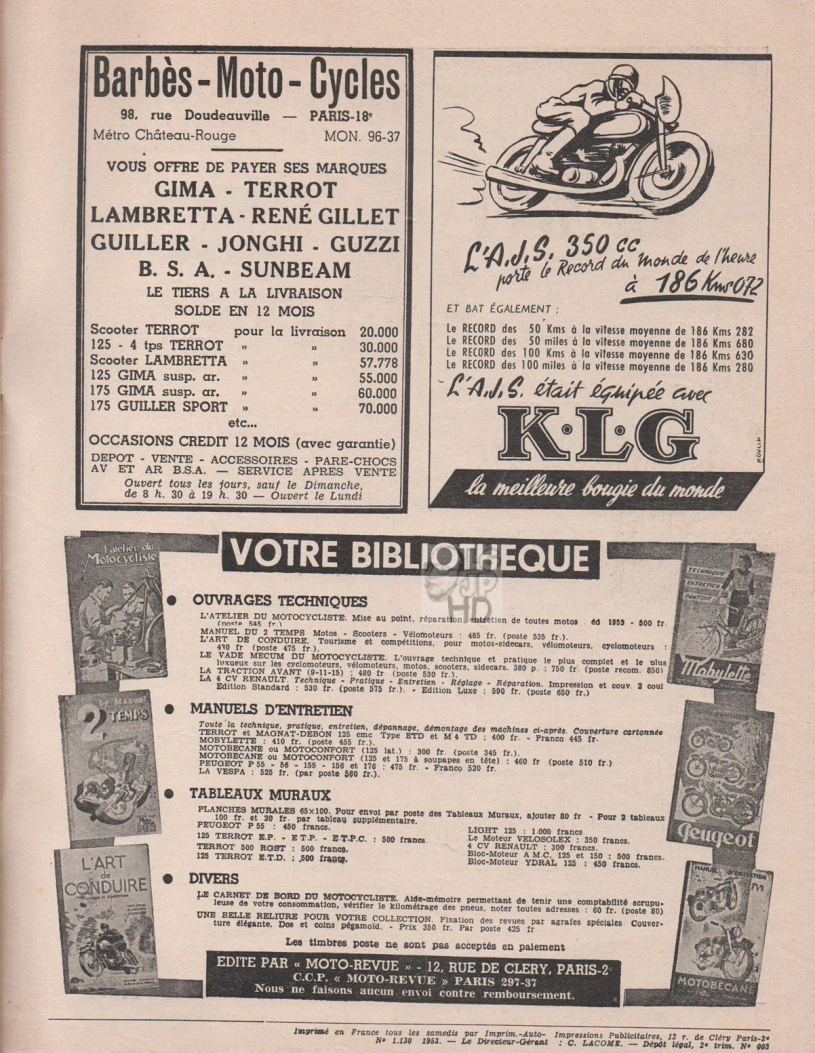 Barbès-Moto-Cycles
98, rue Doudeauville — PARIS-18e
Métro Château-Rouge MON. 96-37
VOUS OFFRE DE PAYER SES MARQUES
GIMA - TERROT
LAMBRETTA - RENÉ GILLET
GUILLER - JONGHI - GUZZI
B. S. A. - SUNBEAM
LE TIERS A LA LIVRAISON
SOLDE EN 12 MOIS
Scooter TERROT pour la livraison 20.000
125 - 4 tps TERROT » » 30.000
Scooter LAMBRETTA » » 57.778
125 GIMA susp. ar. » » 55.000
175 GIMA susp. ar. » » 60.000
175 GUILLER SPORT » » 70.000
etc...
OCCASIONS CREDIT 12 MOIS (avec garantie)
DEPOT - VENTE - ACCESSOIRES - PARE-CHOCS
AV ET AR B.S.A. — SERVICE APRES VENTE
Ouvert tous les jours, sauf le Dimanche,
de 8 h. 30 à 19 h. 30 — Ouvert le Lundi
L'A.J.S. 350 cc
porte le Record du Monde de l'heure
à 186 Kms 072
ET BAT ÉGALEMENT :
Le RECORD des 50 Kms à la vitesse moyenne de 186 Kms 282
Le RECORD des 50 miles à la vitesse moyenne de 186 Kms 680
Le RECORD des 100 Kms à la vitesse moyenne de 186 Kms 630
Le RECORD des 100 miles à la vitesse moyenne de 186 Kms 280
L'A.J.S. était équipée avec
K·L·G
MOULIN
la meilleure bougie du monde
VOTRE BIBLIOTHEQUE
HD
l'atelier du
Motocycliste
TECHNIQUE
ENTRETIEN
Mobylette
Le Manuel
2 TEMPS
Peugeot
L'ART
de
CONDUIRE
MANUEL D'ENTRETIEN
MOTOBÉCANE
● OUVRAGES TECHNIQUES
L'ATELIER DU MOTOCYCLISTE. Mise au point, réparation, entretien de toutes motos . éd 1953 - 500 fr.
(poste 545 fr.)
MANUEL DU 2 TEMPS Motos - Scooters - Vélomoteurs : 485 fr. (poste 535 fr.).
L'ART DE CONDUIRE. Tourisme et compétitions, pour motos-sidecars, vélomoteurs, cyclomoteurs :
430 fr (poste 475 fr.).
LE VADE MECUM DU MOTOCYCLISTE. L'ouvrage technique et pratique le plus complet et le plus
luxueux sur les cyclomoteurs, vélomoteurs, motos, scooters, sidecars. 380 p. : 750 fr. (poste recom. 850)
LA TRACTION AVANT (9-11-15) : 480 fr (poste 530 fr.).
LA 4 CV RENAULT. Technique - Pratique - Entretien - Réglage - Réparation. Impression et couv. 2 coul
Edition Standard : 530 fr. (poste 575 fr.). - Edition Luxe : 590 fr. (poste 650 fr.)
● MANUELS D'ENTRETIEN
Toute la technique, pratique, entretien, dépannage, démontage des machines ci-après. Couverture cartonnée
TERROT et MAGNAT-DEBON 125 cmc Type ETD et M 4 TD : 400 fr. - Franco 445 fr.
MOBYLETTE : 410 fr. (poste 455 fr.).
MOTOBECANE ou MOTOCONFORT (125 lat.) : 300 fr. (poste 345 fr.).
MOTOBECANE ou MOTOCONFORT (125 et 175 à soupapes en tête) : 460 fr (poste 510 fr.)
PEUGEOT P 55 - 56 - 155 - 156 et 176 : 475 fr. - Franco 520 fr.
LA VESPA : 525 fr. (par poste 580 fr.).
● TABLEAUX MURAUX
PLANCHES MURALES 65x100. Pour envoi par poste des Tableaux Muraux, ajouter 80 fr - Pour 2 tableaux
100 fr. et 20 fr. par tableau supplémentaire.
PEUGEOT P 55 : 450 francs.
125 TERROT E.P. - E T P. - E.T.P.C. : 500 francs.
TERROT 500 RGST : 500 francs.
125 TERROT E.T.D. : 500 francs.
LIGHT 125 : 1 000 francs
Le Moteur VELOSOLEX : 350 francs.
4 CV RENAULT : 300 francs.
Bloc-Moteur A M.C. 125 et 150 : 500 francs.
Bloc-Moteur YDRAL 125 : 450 francs.
● DIVERS
LE CARNET DE BORD DU MOTOCYCLISTE. Aide-mémoire permettant de tenir une comptabilité scrupu-
leuse de votre consommation, vérifier le kilométrage des pneus, noter toutes adresses : 60 fr. (poste 80)
UNE BELLE RELIURE POUR VOTRE COLLECTION. Fixation des revues par agrafes spéciales Couver-
ture élégante. Dos et coins pégamoïd. - Prix 350 fr. Par poste 425 fr
Les timbres poste ne sont pas acceptés en paiement
EDITE PAR « MOTO-REVUE » - 12, RUE DE CLERY, PARIS-2e
C.C.P. « MOTO-REVUE » PARIS 297-37
Nous ne faisons aucun envoi contre remboursement.
Imprimé en France tous les samedis par Imprim.-Auto- Impressions Publicitaires, 12 r. de Cléry Paris-2e
N° 1.130 1953. — Le Directeur-Gérant : C. LACOME. — Dépôt légal, 2e trim. N° 003